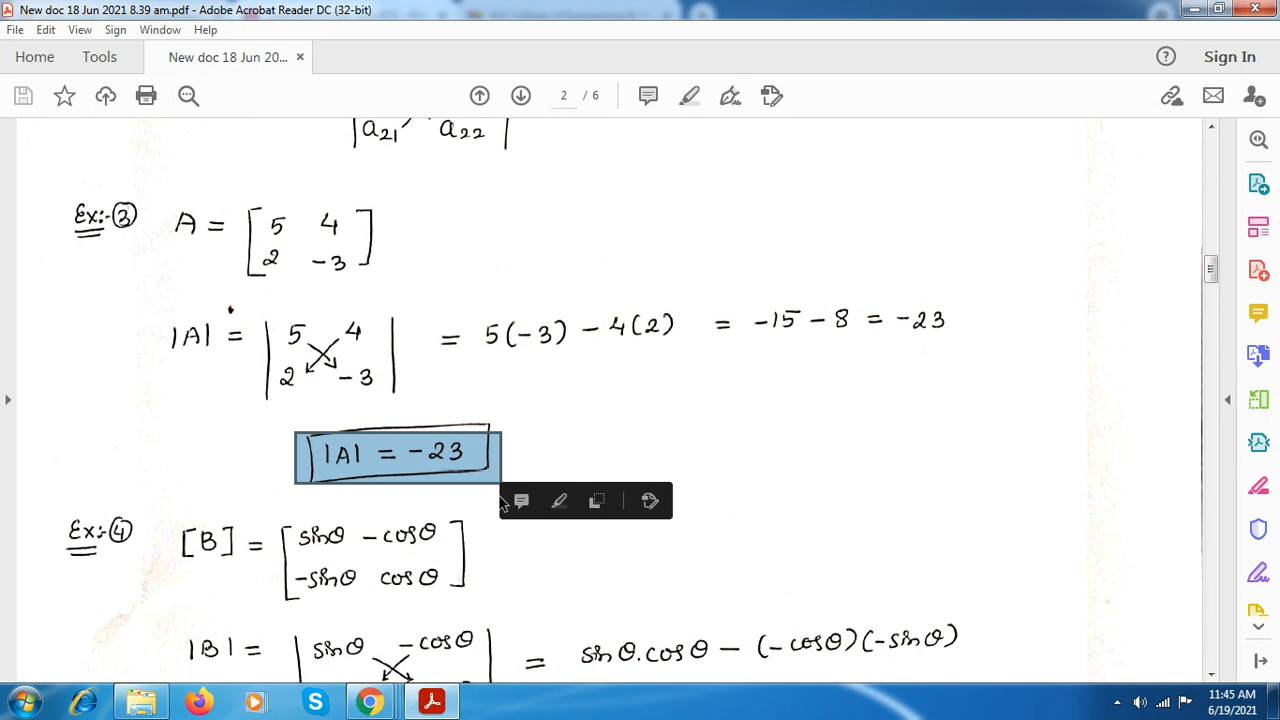 New doc 18 Jun 2021 8.39 am.pdf - Adobe Acrobat Reader DC (32-bit)
File Edit View Sign Window Help
Home Tools New doc 18 Jun 20... × Sign In
2 / 6
|a21 a22|
Ex:-③ A = [5 4
2 -3]
|A| = |5 4
2 -3| = 5(-3) - 4(2) = -15 - 8 = -23
|A| = -23
Ex:-④ [B] = [sinθ -cosθ
-sinθ cosθ]
|B| = |sinθ -cosθ| = sinθ.cosθ - (-cosθ)(-sinθ)
11:45 AM
6/19/2021